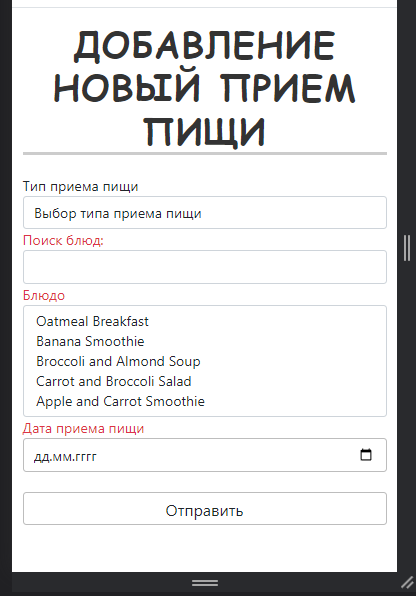 ДОБАВЛЕНИЕ
НОВЫЙ ПРИЕМ
ПИЩИ
Тип приема пищи
Выбор типа приема пищи
Поиск блюд:
Блюдо
Oatmeal Breakfast
Banana Smoothie
Broccoli and Almond Soup
Carrot and Broccoli Salad
Apple and Carrot Smoothie
Дата приема пищи
дд.мм.гггг
Отправить